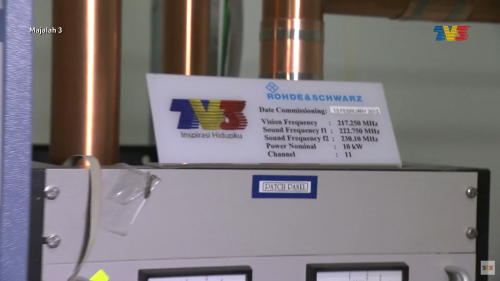 Majalah 3
TV3
TV3
Inspirasi Hidupku
ROHDE&SCHWARZ
Date Commissioning:
Vision Frequency : 217.250 MHz
Sound Frequency f1 : 222.750 MHz
Sound Frequency f2 : 230.10 MHz
Power Nominal : 10 kW
Channel : 11
PATCH PANEL